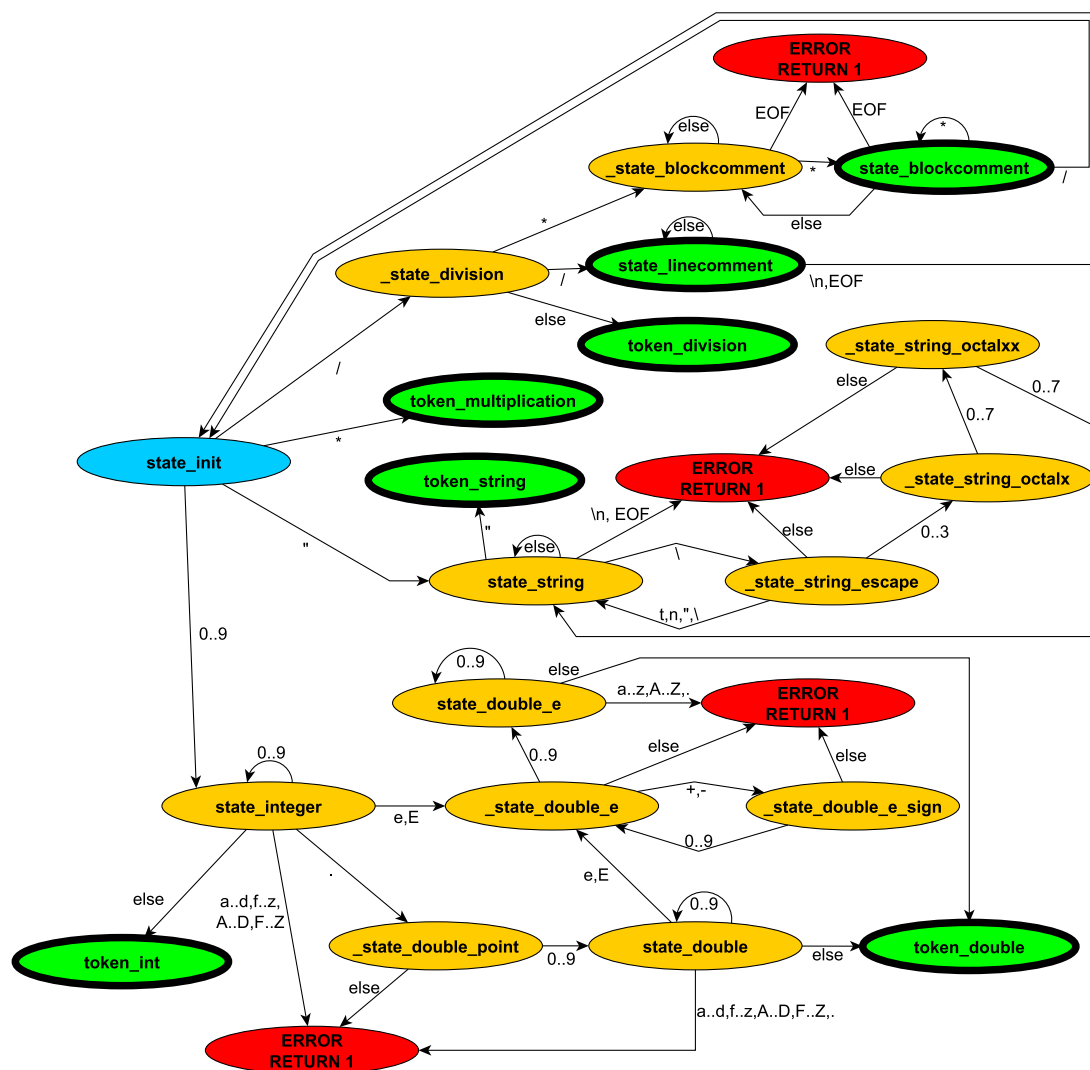 ERROR
RETURN 1
EOF
EOF
else
*
_state_blockcomment
*
state_blockcomment
/
else
*
else
_state_division
/
state_linecomment
\n,EOF
else
token_division
/
_state_string_octalxx
else
0..7
0..7
token_multiplication
*
state_init
token_string
ERROR
RETURN 1
else
_state_string_octalx
\n, EOF
"
else
else
0..3
"
\
state_string
_state_string_escape
t,n,",\
0..9
0..9
else
state_double_e
a..z,A..Z,.
ERROR
RETURN 1
0..9
else
else
0..9
state_integer
e,E
_state_double_e
+,-
_state_double_e_sign
0..9
.
e,E
else
a..d,f..z,
A..D,F..Z
0..9
token_int
_state_double_point
0..9
state_double
else
token_double
else
a..d,f..z,A..D,F..Z,.
ERROR
RETURN 1